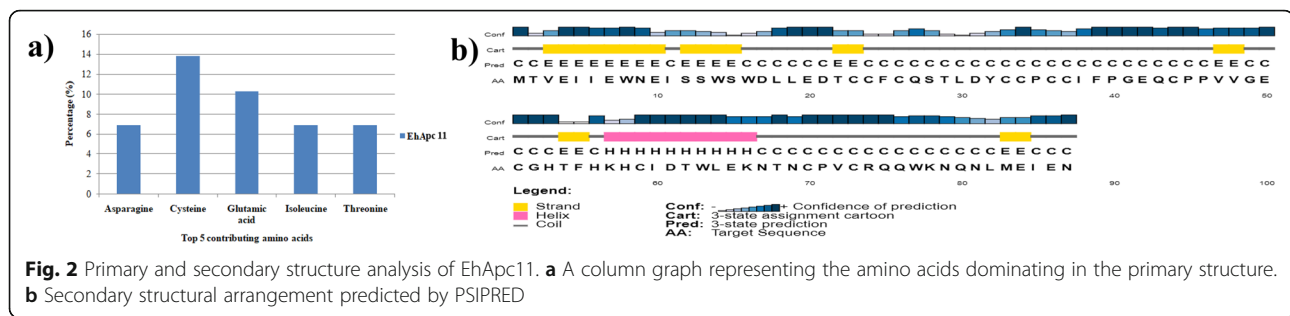 a)
Percentage (%)
16
14
12
10
8
6
4
2
0
Asparagine Cysteine Glutamic acid Isoleucine Threonine
Top 5 contributing amino acids
EhApc 11
b)
Conf
Cart
Pred C C E E E E E E E E C E E E E C C C C C C E E C C C C C C C C C C C C C C C C C C C C C C C E E C C
AA M T V E I I E W N E I S S W S W D L L E D T C C F C Q S T L D Y C C P C C I F P G E Q C P P V V G E
10 20 30 40 50
Conf
Cart
Pred C C C E E C H H H H H H H H H H C C C C C C C C C C C C C C C C E E C C C
AA C G H T F H K H C I D T W L E K N T N C P V C R Q Q W K N Q N L M E I E N
60 70 80 90 100
Legend:
Strand
Helix
Coil
Conf: - + Confidence of prediction
Cart: 3-state assignment cartoon
Pred: 3-state prediction
AA: Target Sequence
Fig. 2 Primary and secondary structure analysis of EhApc11. a A column graph representing the amino acids dominating in the primary structure.
b Secondary structural arrangement predicted by PSIPRED